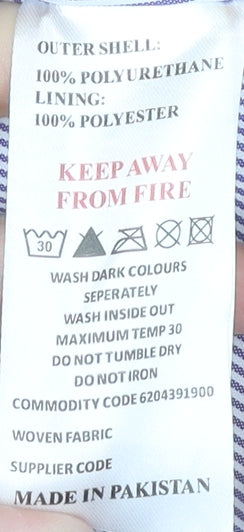 OUTER SHELL:
100% POLYURETHANE
LINING:
100% POLYESTER
KEEP AWAY
FROM FIRE
30
WASH DARK COLOURS
SEPERATELY
WASH INSIDE OUT
MAXIMUM TEMP 30
DO NOT TUMBLE DRY
DO NOT IRON
COMMODITY CODE 6204391900
WOVEN FABRIC
SUPPLIER CODE
MADE IN PAKISTAN